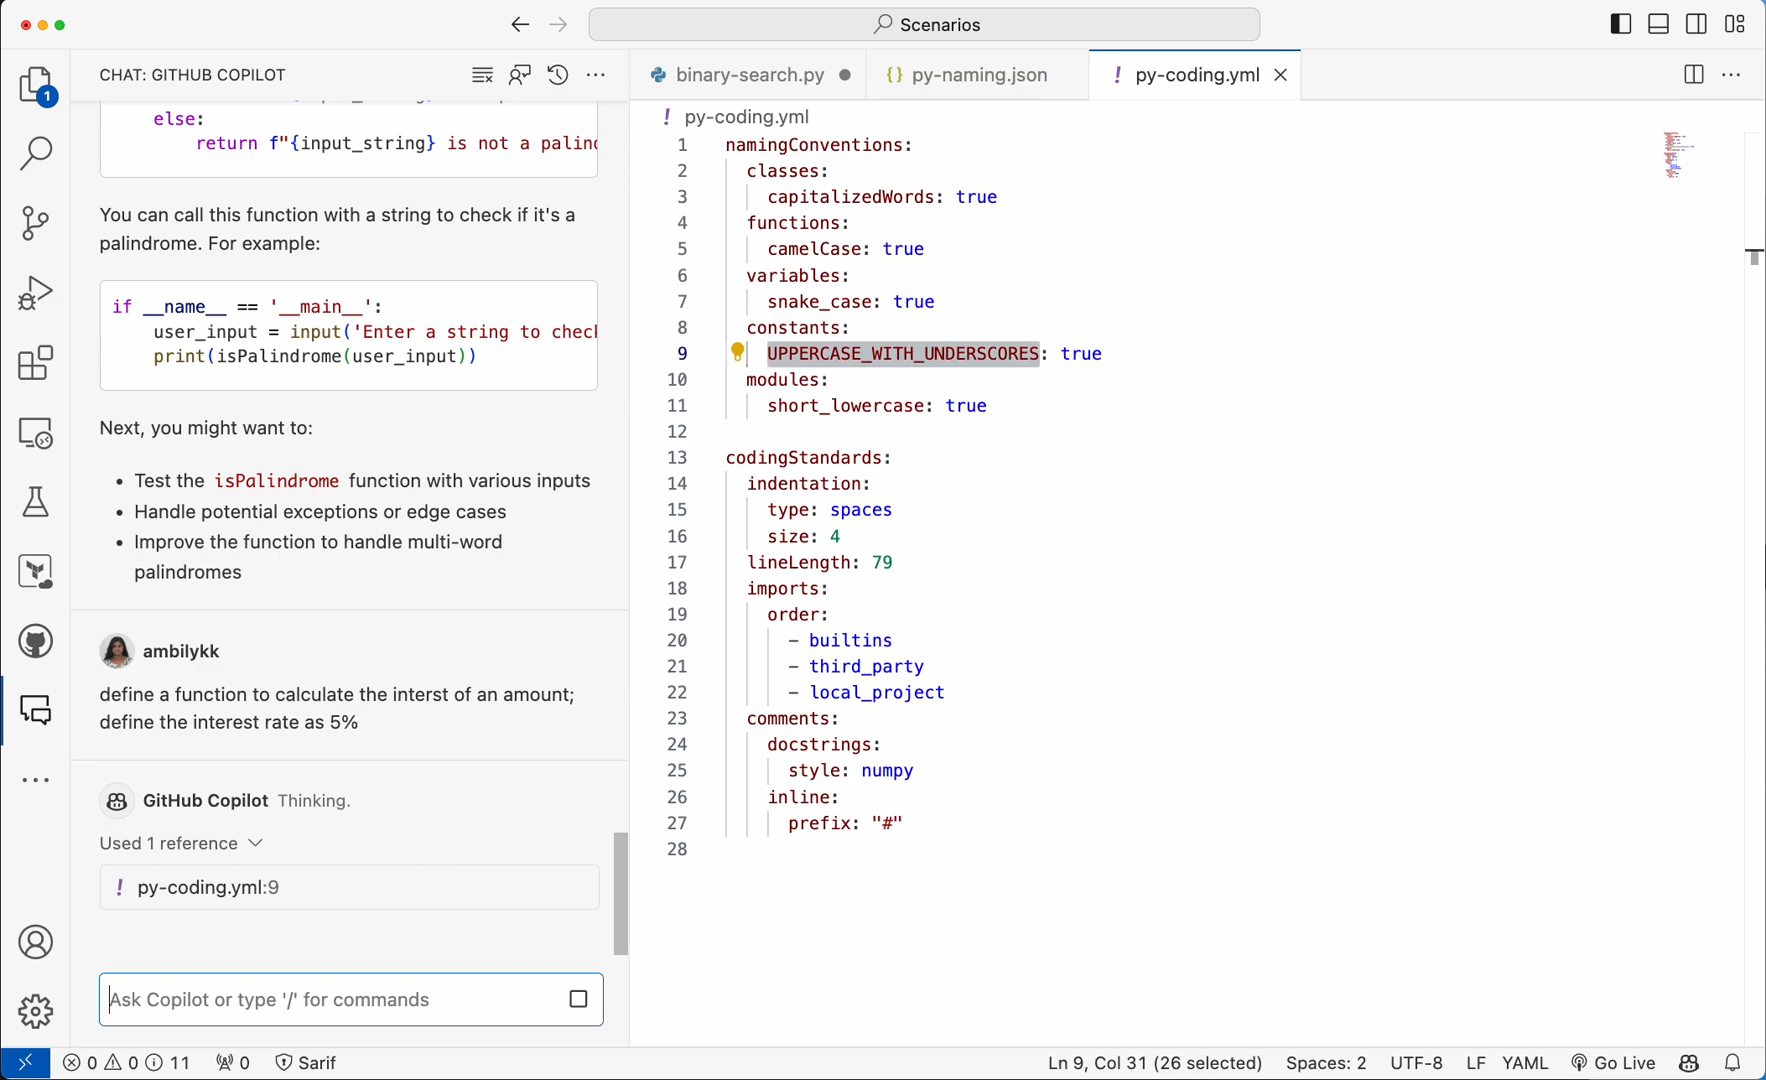 Scenarios
CHAT: GITHUB COPILOT
1
else:
return f"{input_string} is not a palin
You can call this function with a string to check if it's a
palindrome. For example:
if __name__ == '__main__':
user_input = input('Enter a string to check
print(isPalindrome(user_input))
Next, you might want to:
• Test the isPalindrome function with various inputs
• Handle potential exceptions or edge cases
• Improve the function to handle multi-word
palindromes
ambilykk
define a function to calculate the interst of an amount;
define the interest rate as 5%
GitHub Copilot Thinking.
Used 1 reference
! py-coding.yml:9
Ask Copilot or type '/' for commands
binary-search.py
{} py-naming.json
! py-coding.yml
! py-coding.yml
1 namingConventions:
2 classes:
3 capitalizedWords: true
4 functions:
5 camelCase: true
6 variables:
7 snake_case: true
8 constants:
9 UPPERCASE_WITH_UNDERSCORES: true
10 modules:
11 short_lowercase: true
12
13 codingStandards:
14 indentation:
15 type: spaces
16 size: 4
17 lineLength: 79
18 imports:
19 order:
20 - builtins
21 - third_party
22 - local_project
23 comments:
24 docstrings:
25 style: numpy
26 inline:
27 prefix: "#"
28
0 0 11 0 Sarif
Ln 9, Col 31 (26 selected) Spaces: 2 UTF-8 LF YAML Go Live